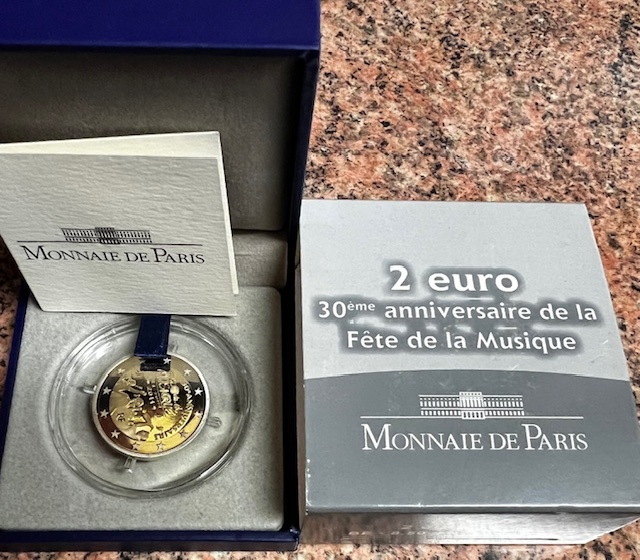 MONNAIE DE PARIS
2 euro
30ème anniversaire de la
Fête de la Musique
MONNAIE DE PARIS